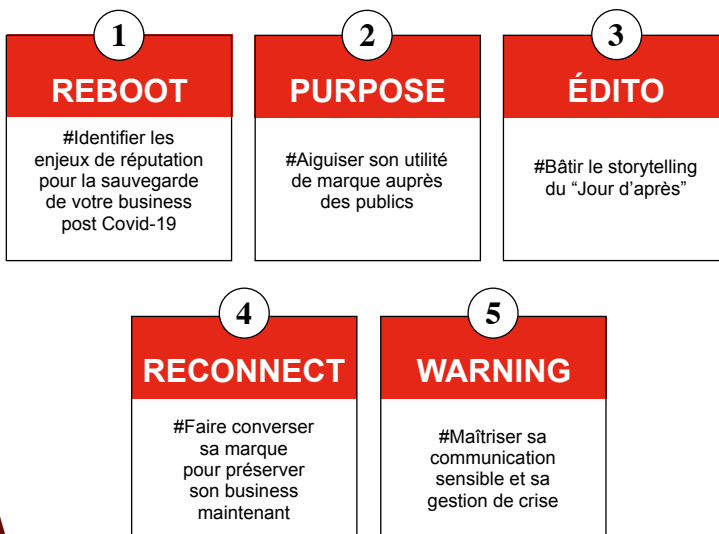 1
REBOOT
#Identifier les
enjeux de réputation
pour la sauvegarde
de votre business
post Covid-19
2
PURPOSE
#Aiguiser son utilité
de marque auprès
des publics
3
ÉDITO
#Bâtir le storytelling
du “Jour d’après”
4
RECONNECT
#Faire converser
sa marque
pour préserver
son business
maintenant
5
WARNING
#Maîtriser sa
communication
sensible et sa
gestion de crise